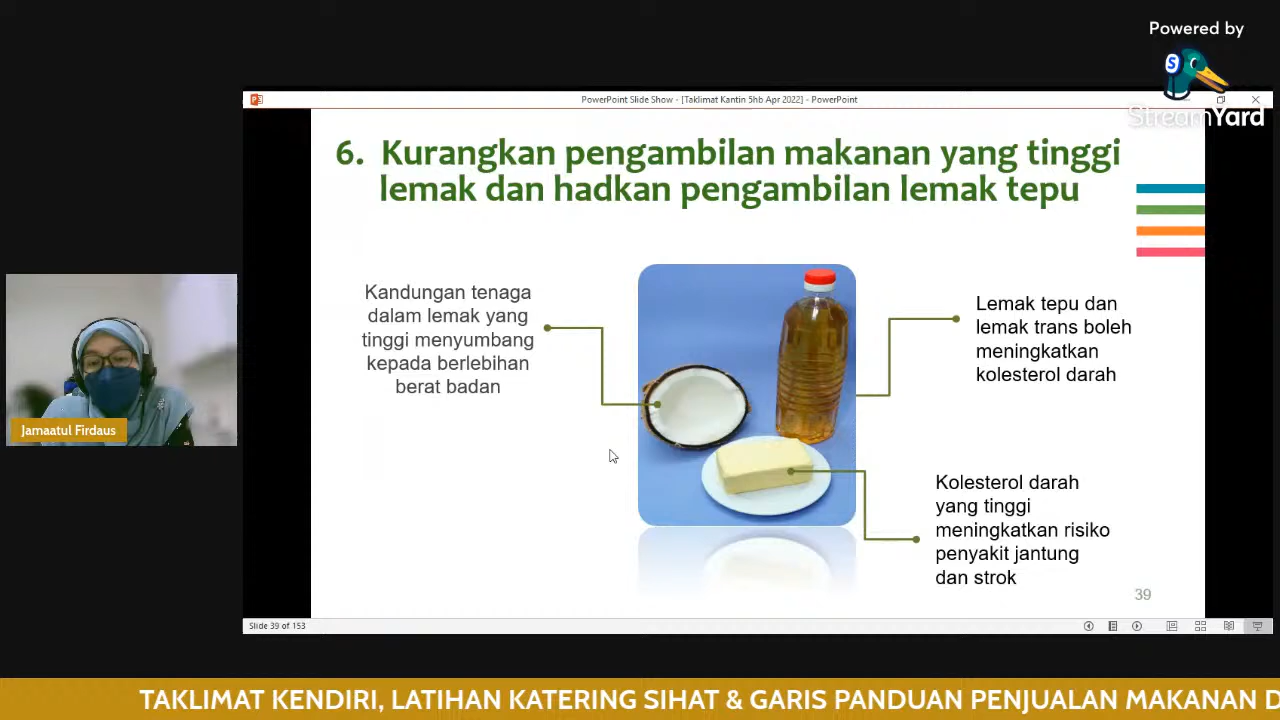 Powered by
StreamYard
PowerPoint Slide Show - [Taklimat Kantin 5hb Apr 2022] - PowerPoint
6. Kurangkan pengambilan makanan yang tinggi
lemak dan hadkan pengambilan lemak tepu
Kandungan tenaga
dalam lemak yang
tinggi menyumbang
kepada berlebihan
berat badan
Lemak tepu dan
lemak trans boleh
meningkatkan
kolesterol darah
Kolesterol darah
yang tinggi
meningkatkan risiko
penyakit jantung
dan strok
39
Slide 39 of 153
Jamaatul Firdaus
TAKLIMAT KENDIRI, LATIHAN KATERING SIHAT & GARIS PANDUAN PENJUALAN MAKANAN D